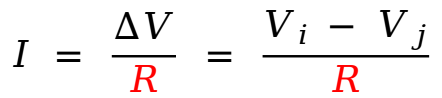 I = ΔV / R = V_i − V_j / R